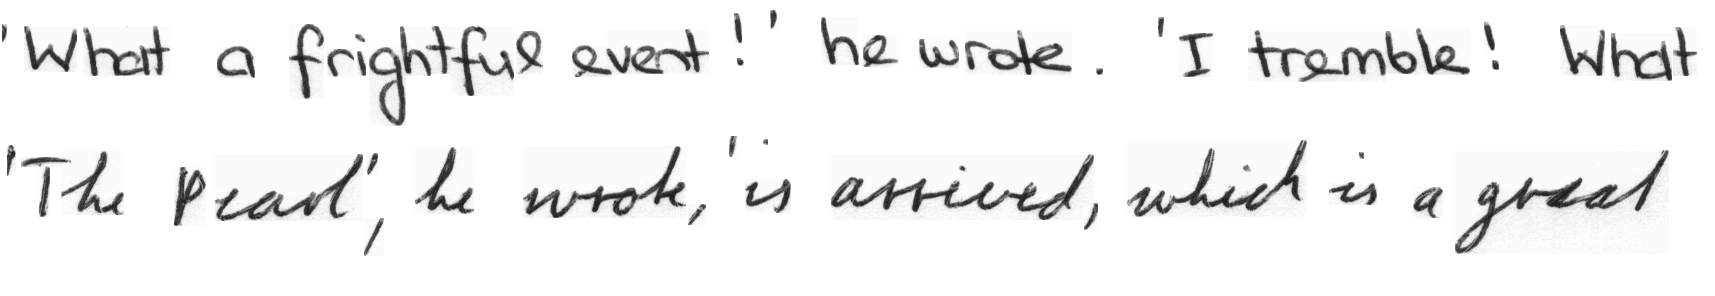 'What a frightful event!' he wrote. 'I tremble! What
'The Pearl', he wrote, 'is arrived, which is a great